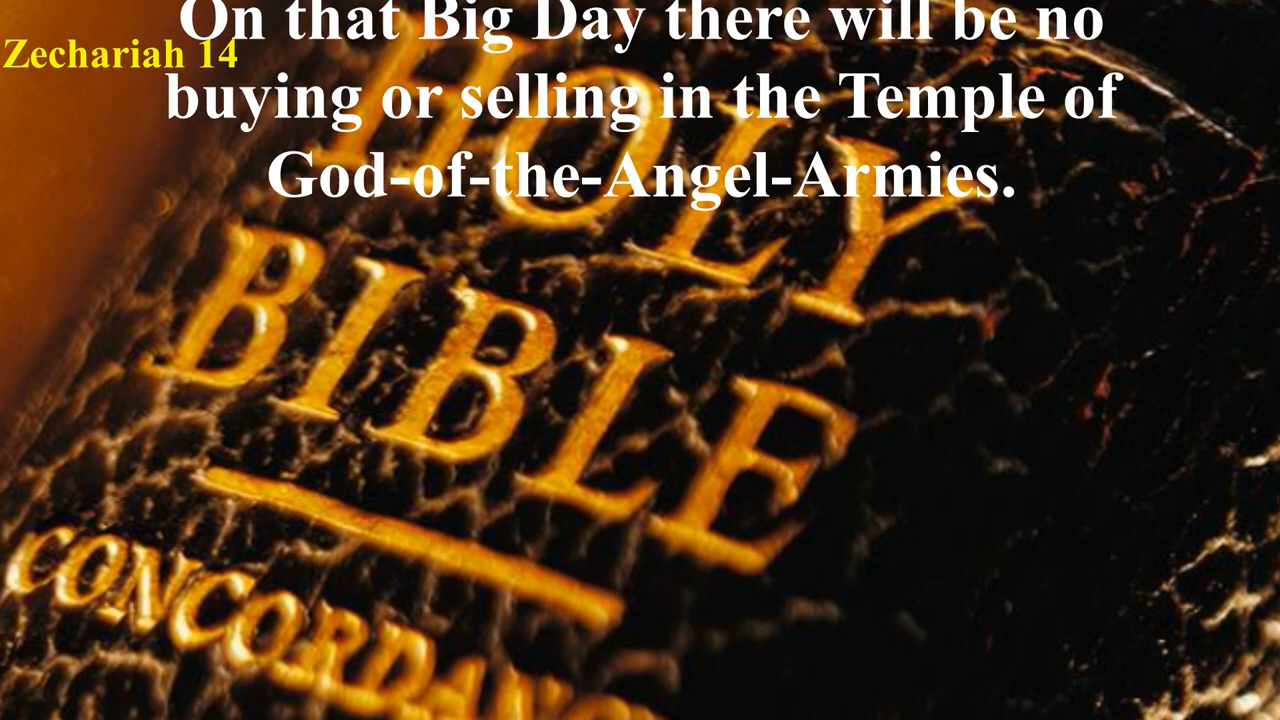 On that Big Day there will be no
Zechariah 14
buying or selling in the Temple of
God-of-the-Angel-Armies.
HOLY
BIBLE